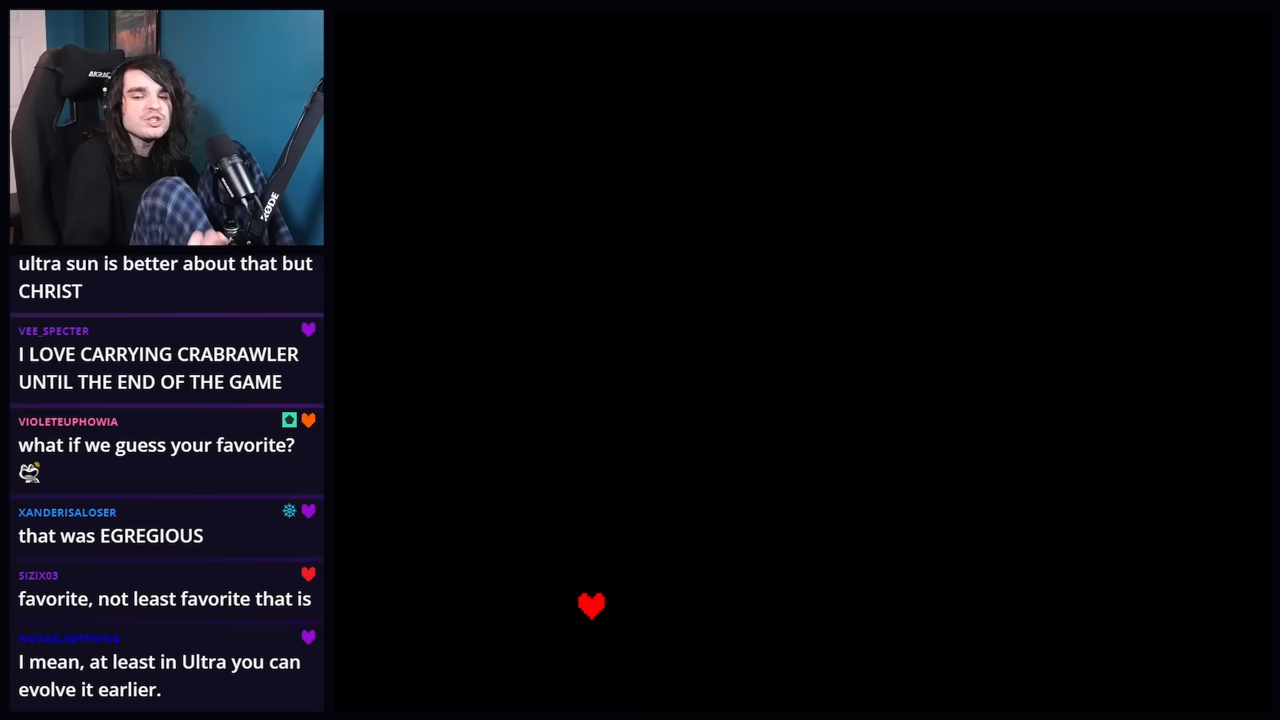 AKRAC
RØDE
ultra sun is better about that but
CHRIST
VEE_SPECTER
I LOVE CARRYING CRABRAWLER
UNTIL THE END OF THE GAME
VIOLETEUPHOWIA
what if we guess your favorite?
XANDERISALOSER
that was EGREGIOUS
SIZIX03
favorite, not least favorite that is
I mean, at least in Ultra you can
evolve it earlier.